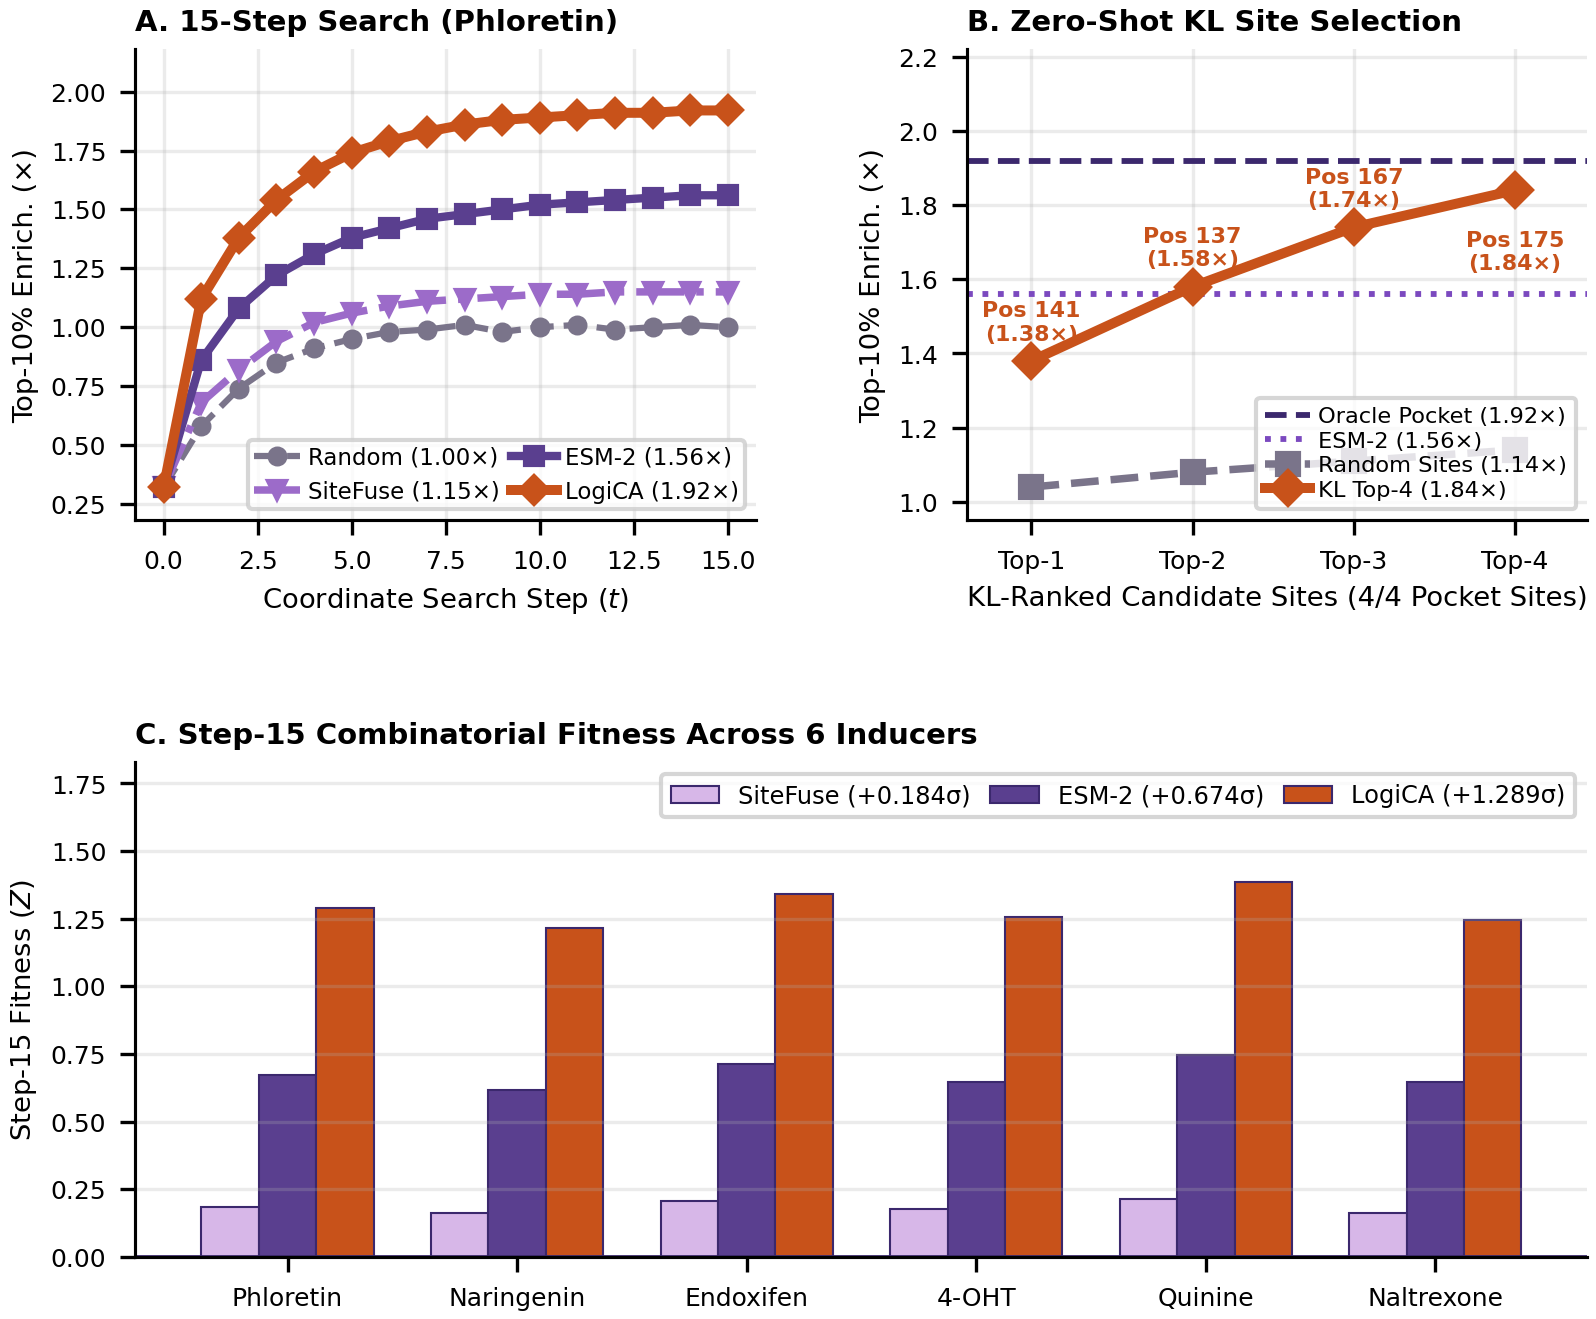 A. 15-Step Search (Phloretin)
Top-10% Enrich. (×)
2.00
1.75
1.50
1.25
1.00
0.75
0.50
0.25
Random (1.00×)
SiteFuse (1.15×)
ESM-2 (1.56×)
LogiCA (1.92×)
0.0 2.5 5.0 7.5 10.0 12.5 15.0
Coordinate Search Step (t)
B. Zero-Shot KL Site Selection
Top-10% Enrich. (×)
2.2
2.0
1.8
1.6
1.4
1.2
1.0
Pos 141
(1.38×)
Pos 137
(1.58×)
Pos 167
(1.74×)
Pos 175
(1.84×)
Oracle Pocket (1.92×)
ESM-2 (1.56×)
Random Sites (1.14×)
KL Top-4 (1.84×)
Top-1 Top-2 Top-3 Top-4
KL-Ranked Candidate Sites (4/4 Pocket Sites)
C. Step-15 Combinatorial Fitness Across 6 Inducers
Step-15 Fitness (Z)
1.75
1.50
1.25
1.00
0.75
0.50
0.25
0.00
SiteFuse (+0.184σ) ESM-2 (+0.674σ) LogiCA (+1.289σ)
Phloretin Naringenin Endoxifen 4-OHT Quinine Naltrexone